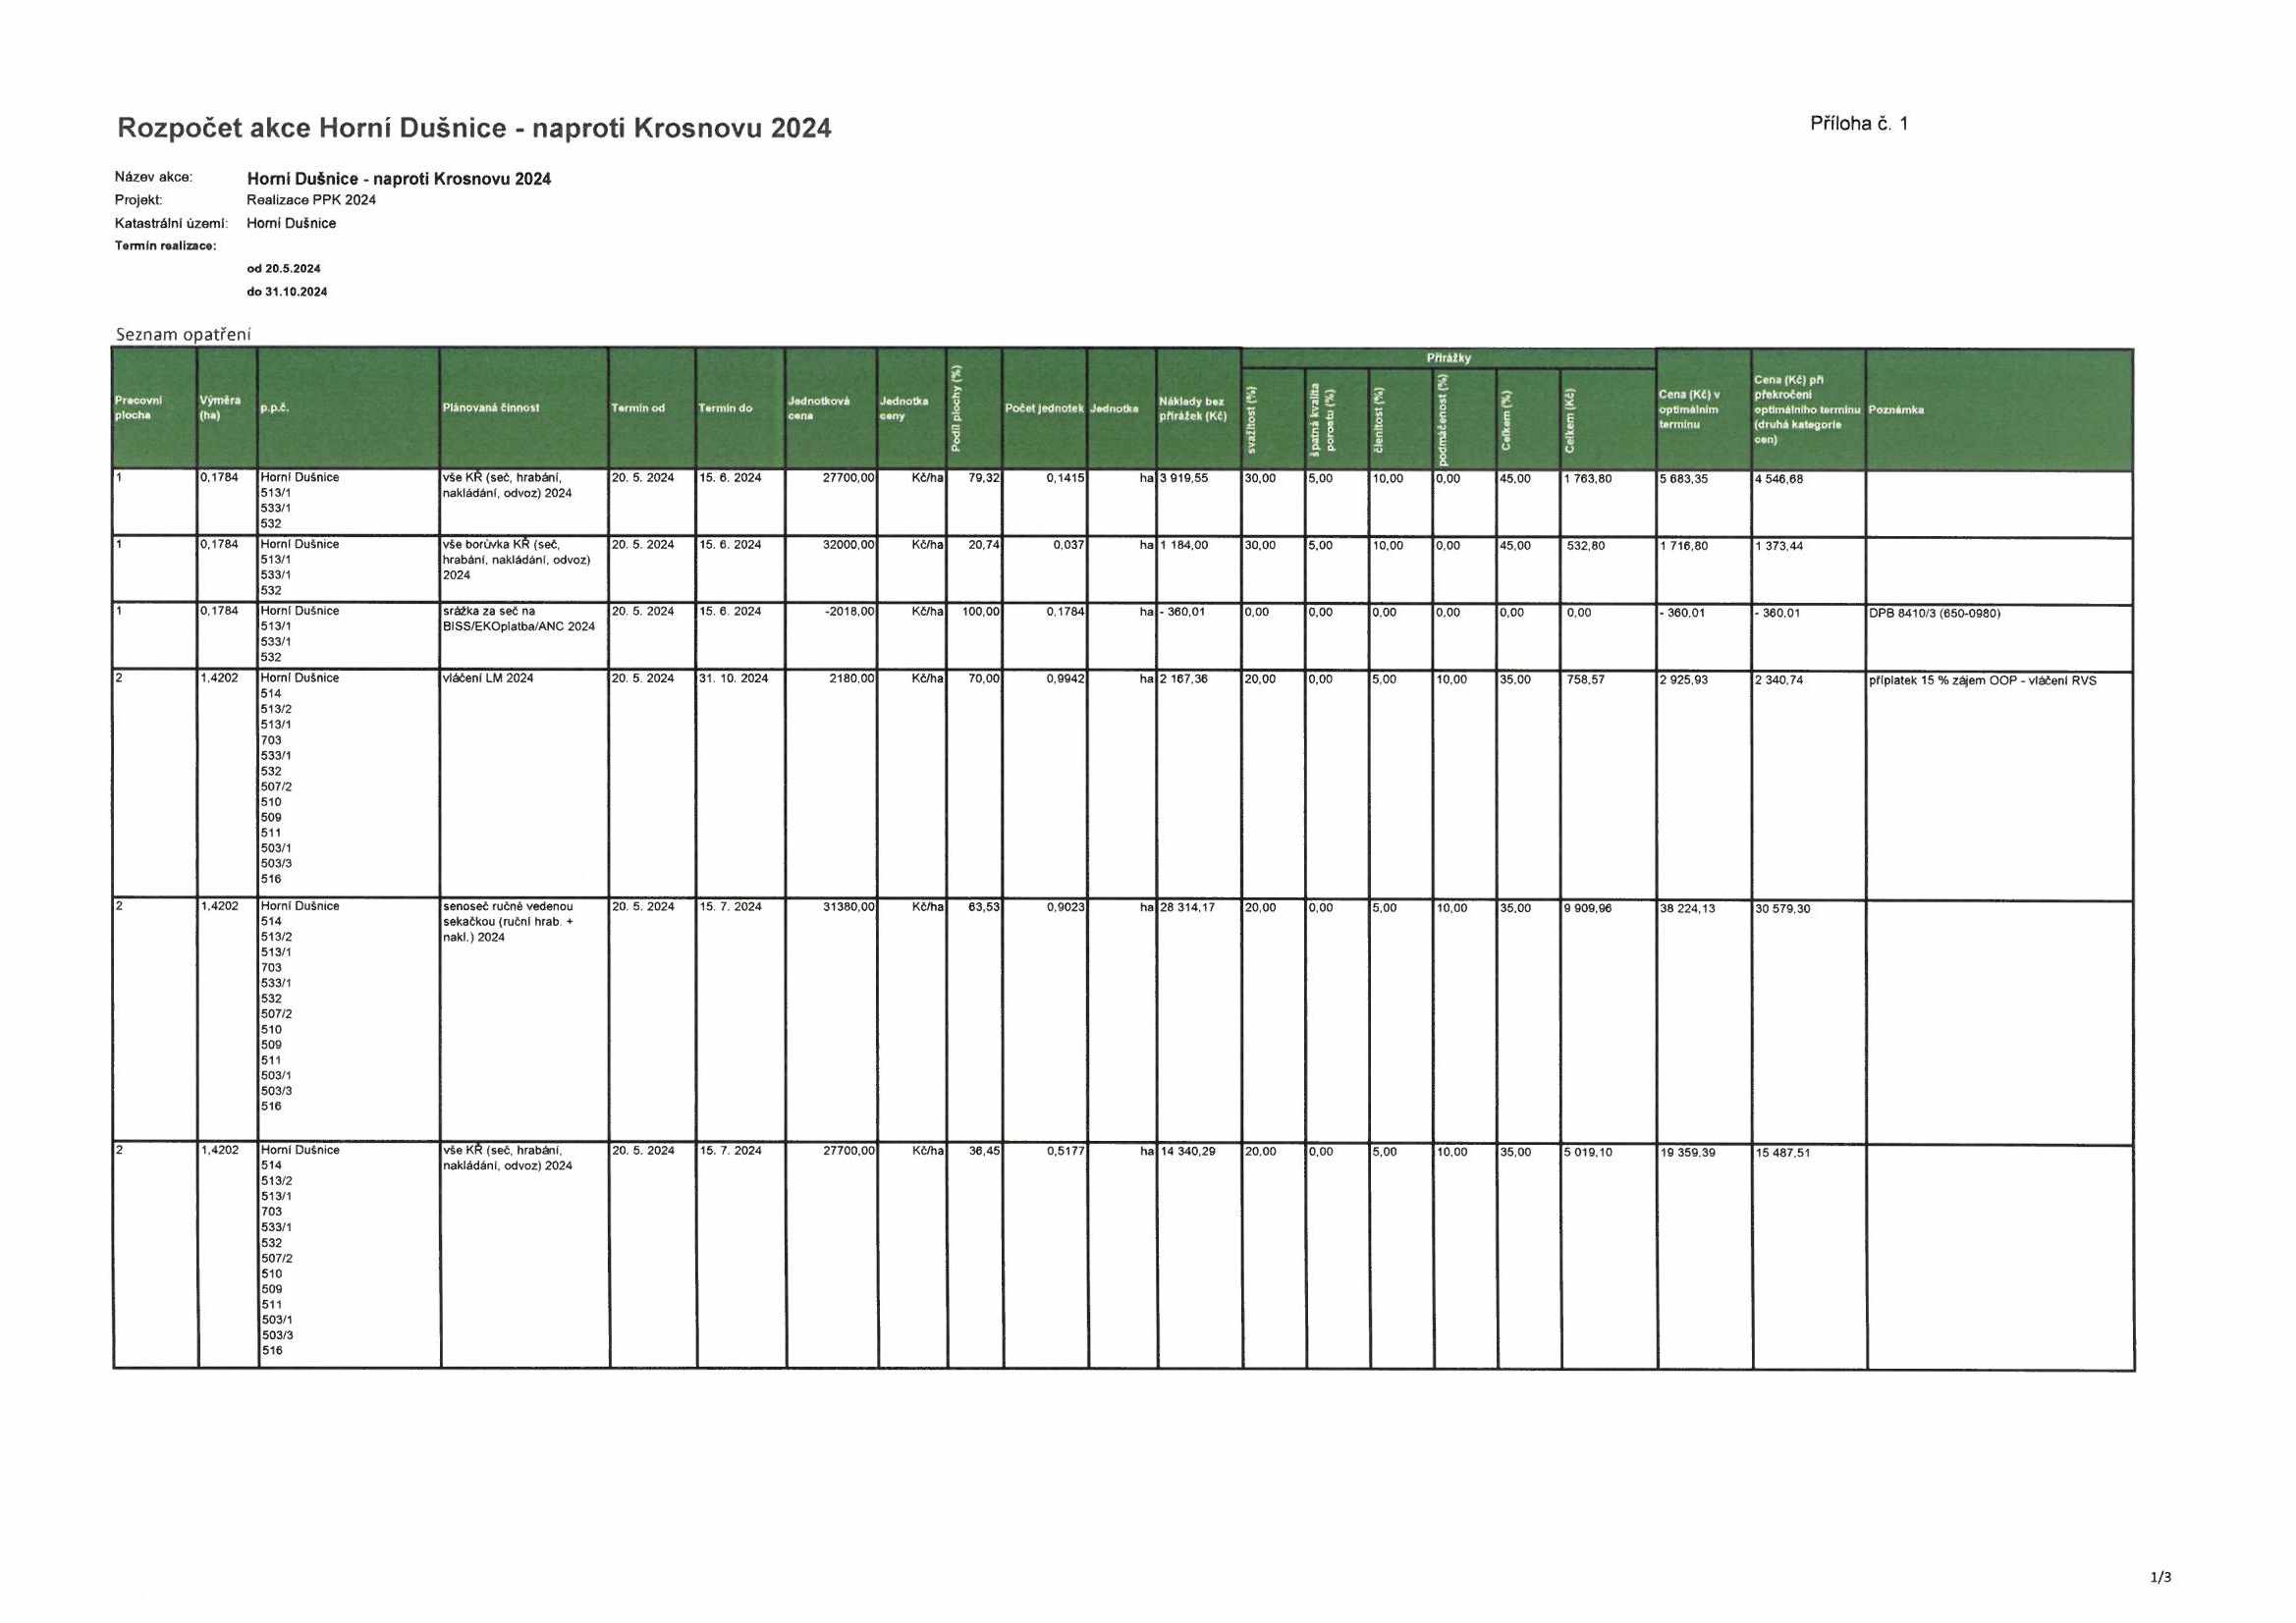 Rozpočet akce Horní Dušnice - naproti Krosnovu 2024
Příloha č. 1
Název akce: Horní Dušnice - naproti Krosnovu 2024
Projekt: Realizace PPK 2024
Katastrální území: Horní Dušnice
Termín realizace:
od 20.5.2024
do 31.10.2024
Seznam opatření
Pracovní plocha Výměra (ha) p.p.č. Plánovaná činnost Termín od Termín do Jednotková cena Jednotka ceny Podíl plochy (%) Počet jednotek Jednotka Náklady bez přirážek (Kč) Přirážky svažitost (%) špatná kvalita porostu (%) členitost (%) podmáčenost (%) Celkem (%) Celkem (Kč) Cena (Kč) v optimálním termínu Cena (Kč) při překročení optimálního termínu (druhá kategorie cen) Poznámka
1 0,1784 Horní Dušnice vše KŘ (seč, hrabání, 20. 5. 2024 15. 6. 2024 27700,00 Kč/ha 79,32 0,1415 ha 3 919,55 30,00 5,00 10,00 0,00 45,00 1 763,80 5 683,35 4 546,68
513/1 nakládání, odvoz) 2024
533/1
532
1 0,1784 Horní Dušnice vše borůvka KŘ (seč, 20. 5. 2024 15. 6. 2024 32000,00 Kč/ha 20,74 0,037 ha 1 184,00 30,00 5,00 10,00 0,00 45,00 532,80 1 716,80 1 373,44
513/1 hrabání, nakládání, odvoz)
533/1 2024
532
1 0,1784 Horní Dušnice srážka za seč na 20. 5. 2024 15. 6. 2024 -2018,00 Kč/ha 100,00 0,1784 ha - 360,01 0,00 0,00 0,00 0,00 0,00 0,00 - 360,01 - 360,01 DPB 8410/3 (650-0980)
513/1 BISS/EKOplatba/ANC 2024
533/1
532
2 1,4202 Horní Dušnice vláčení LM 2024 20. 5. 2024 31. 10. 2024 2180,00 Kč/ha 70,00 0,9942 ha 2 167,36 20,00 0,00 5,00 10,00 35,00 758,57 2 925,93 2 340,74 příplatek 15 % zájem OOP - vláčení RVS
514
513/2
513/1
703
533/1
532
507/2
510
509
511
503/1
503/3
516
2 1,4202 Horní Dušnice senoseč ručně vedenou 20. 5. 2024 15. 7. 2024 31380,00 Kč/ha 63,53 0,9023 ha 28 314,17 20,00 0,00 5,00 10,00 35,00 9 909,96 38 224,13 30 579,30
514 sekačkou (ruční hrab. +
513/2 nakl.) 2024
513/1
703
533/1
532
507/2
510
509
511
503/1
503/3
516
2 1,4202 Horní Dušnice vše KŘ (seč, hrabání, 20. 5. 2024 15. 7. 2024 27700,00 Kč/ha 36,45 0,5177 ha 14 340,29 20,00 0,00 5,00 10,00 35,00 5 019,10 19 359,39 15 487,51
514 nakládání, odvoz) 2024
513/2
513/1
703
533/1
532
507/2
510
509
511
503/1
503/3
516
1/3